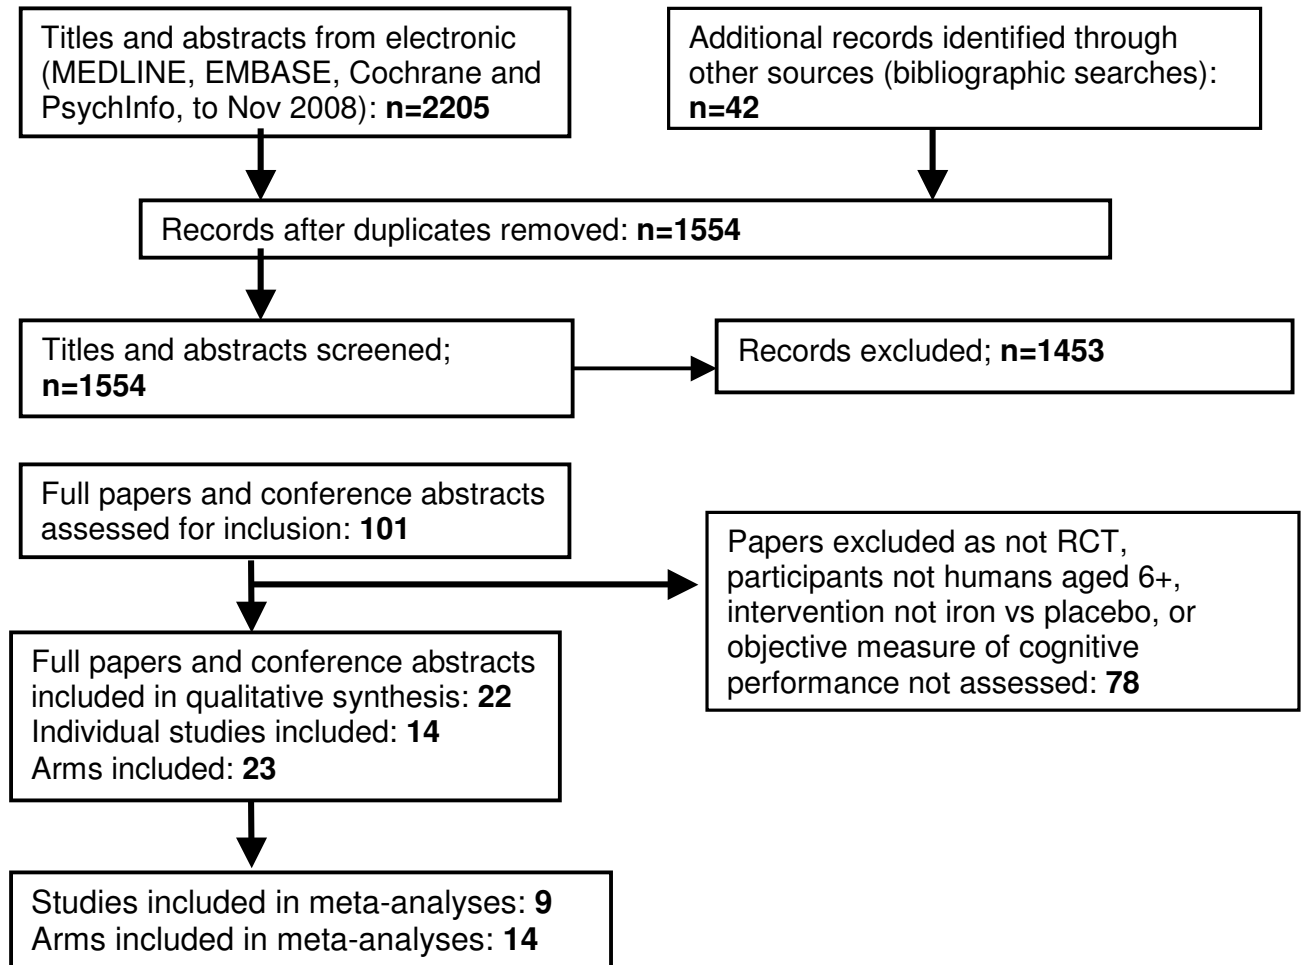 Titles and abstracts from electronic
(MEDLINE, EMBASE, Cochrane and
PsychInfo, to Nov 2008): n=2205
Additional records identified through
other sources (bibliographic searches):
n=42
Records after duplicates removed: n=1554
Titles and abstracts screened;
n=1554
Records excluded; n=1453
Full papers and conference abstracts
assessed for inclusion: 101
Papers excluded as not RCT,
participants not humans aged 6+,
intervention not iron vs placebo, or
objective measure of cognitive
performance not assessed: 78
Full papers and conference abstracts
included in qualitative synthesis: 22
Individual studies included: 14
Arms included: 23
Studies included in meta-analyses: 9
Arms included in meta-analyses: 14